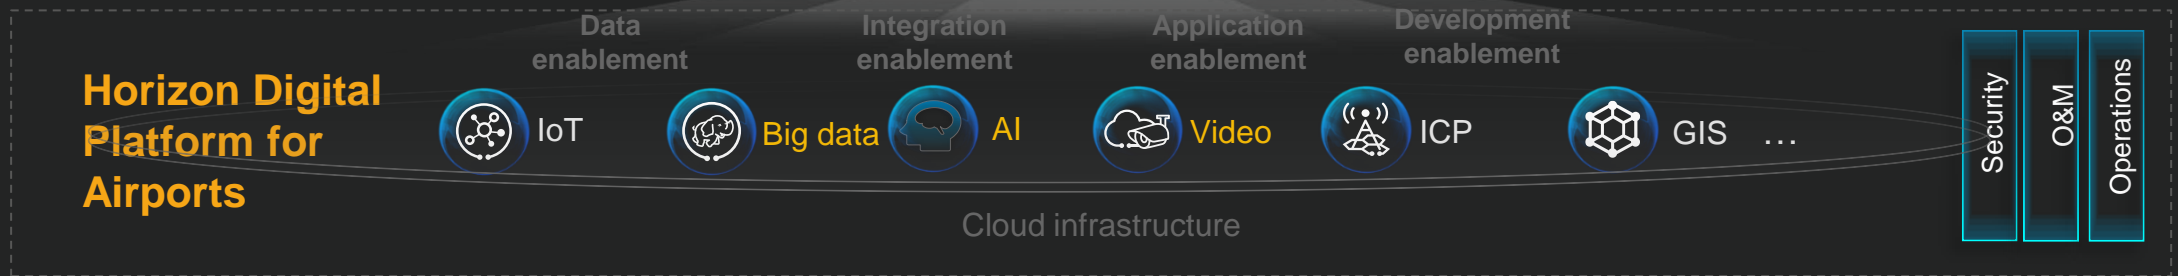 Data
enablement
Integration
enablement
Application
enablement
Development
enablement
Horizon Digital
Platform for
Airports
IoT
Big data
AI
Video
ICP
GIS
...
Cloud infrastructure
Security
O&M
Operations